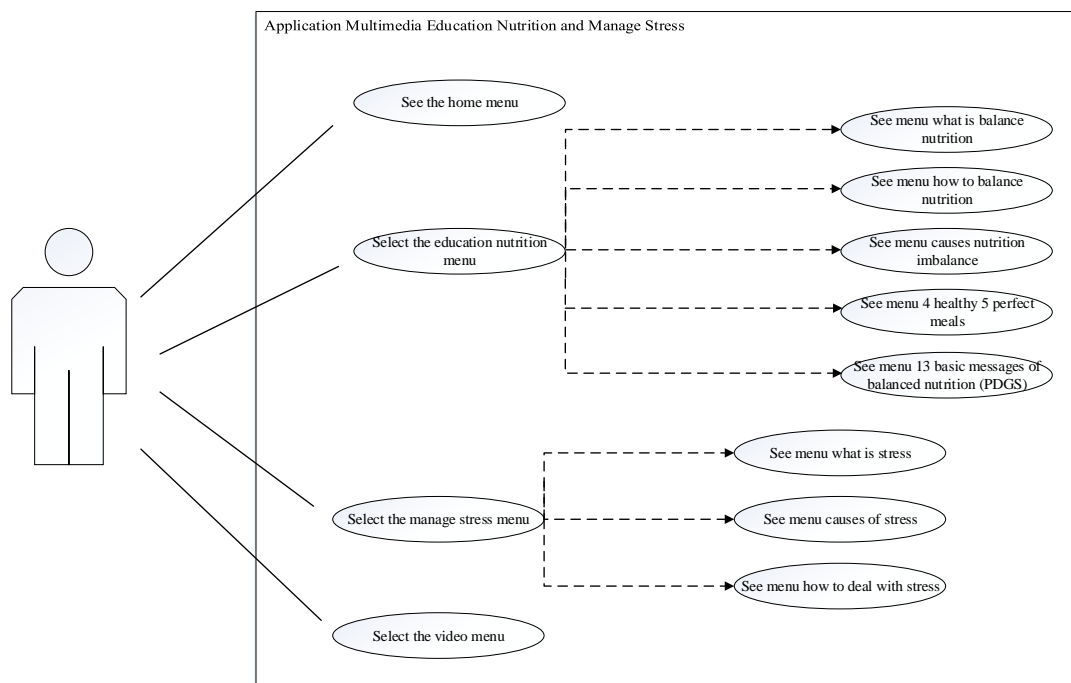 Application Multimedia Education Nutrition and Manage Stress
See the home menu
See menu what is balance
nutrition
See menu how to balance
nutrition
Select the education nutrition
menu
See menu causes nutrition
imbalance
See menu 4 healthy 5 perfect
meals
See menu 13 basic messages of
balanced nutrition (PDGS)
See menu what is stress
Select the manage stress menu
See menu causes of stress
See menu how to deal with stress
Select the video menu